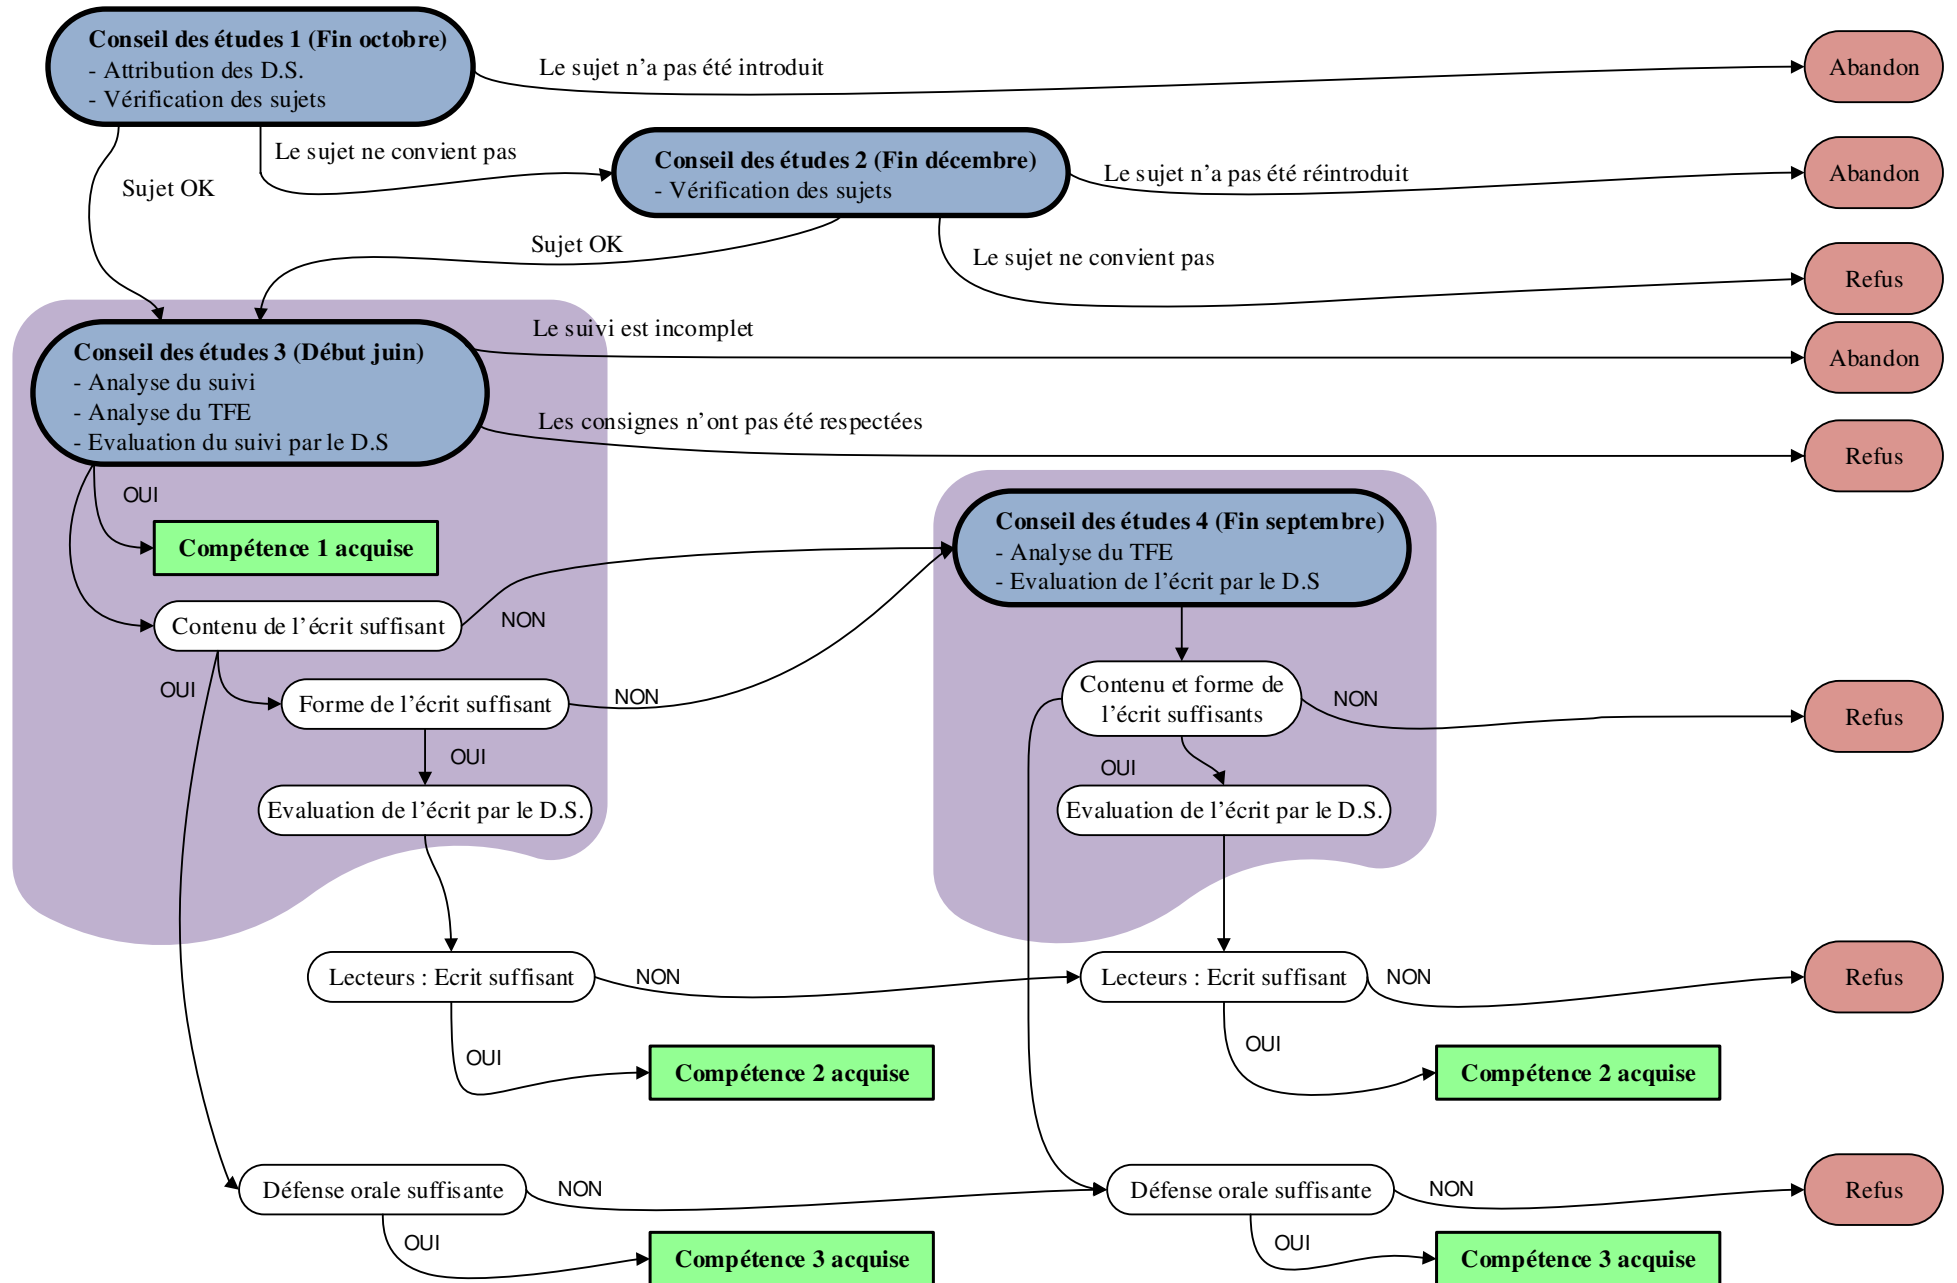 Conseil des études 1 (Fin octobre)
- Attribution des D.S.
- Vérification des sujets
Le sujet n'a pas été introduit
Abandon
Le sujet ne convient pas
Sujet OK
Conseil des études 2 (Fin décembre)
- Vérification des sujets
Le sujet n'a pas été réintroduit
Abandon
Sujet OK
Le sujet ne convient pas
Refus
Conseil des études 3 (Début juin)
- Analyse du suivi
- Analyse du TFE
- Evaluation du suivi par le D.S
Le suivi est incomplet
Abandon
Les consignes n'ont pas été respectées
Refus
OUI
Compétence 1 acquise
Contenu de l'écrit suffisant
NON
OUI
Forme de l'écrit suffisant
NON
OUI
Evaluation de l'écrit par le D.S.
Conseil des études 4 (Fin septembre)
- Analyse du TFE
- Evaluation de l'écrit par le D.S
Contenu et forme de
l'écrit suffisants
NON
Refus
OUI
Evaluation de l'écrit par le D.S.
Lecteurs : Ecrit suffisant
NON
Lecteurs : Ecrit suffisant
NON
Refus
OUI
Compétence 2 acquise
OUI
Compétence 2 acquise
Défense orale suffisante
NON
Défense orale suffisante
NON
Refus
OUI
Compétence 3 acquise
OUI
Compétence 3 acquise